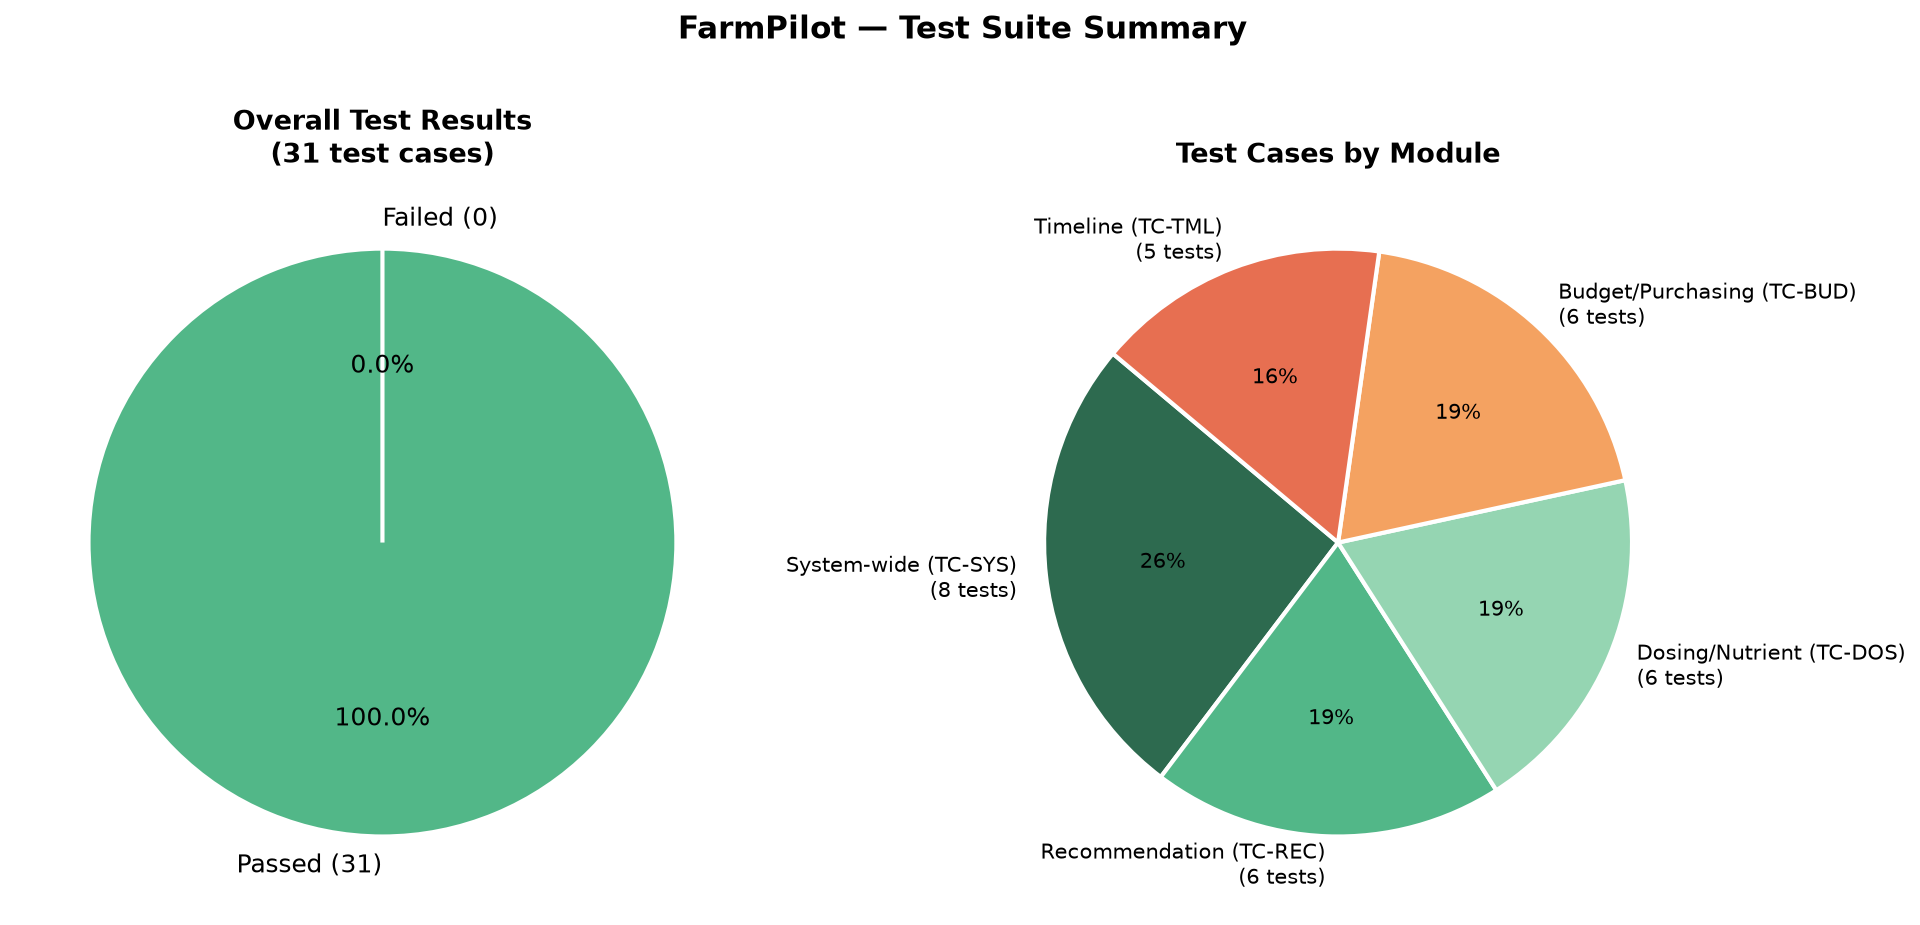 FarmPilot — Test Suite Summary
Overall Test Results
(31 test cases)
Failed (0)
0.0%
100.0%
Passed (31)
Test Cases by Module
Timeline (TC-TML)
(5 tests)
16%
Budget/Purchasing (TC-BUD)
(6 tests)
19%
System-wide (TC-SYS)
(8 tests)
26%
Dosing/Nutrient (TC-DOS)
(6 tests)
19%
Recommendation (TC-REC)
(6 tests)
19%